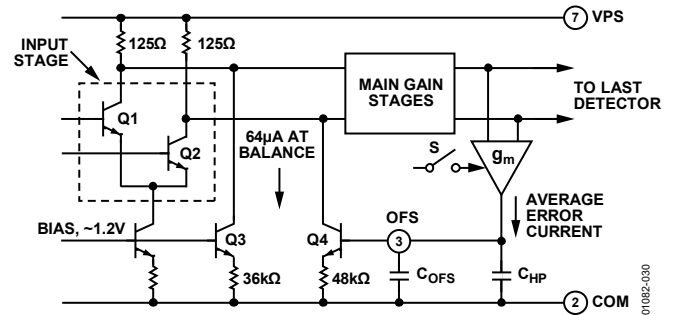 7 VPS
125Ω
125Ω
INPUT
STAGE
Q1
Q2
MAIN GAIN
STAGES
TO LAST
DETECTOR
64µA AT
BALANCE
S
gm
AVERAGE
ERROR
CURRENT
BIAS, ~1.2V
Q3
Q4
OFS
3
36kΩ
48kΩ
COFS
CHP
2 COM
01082-030